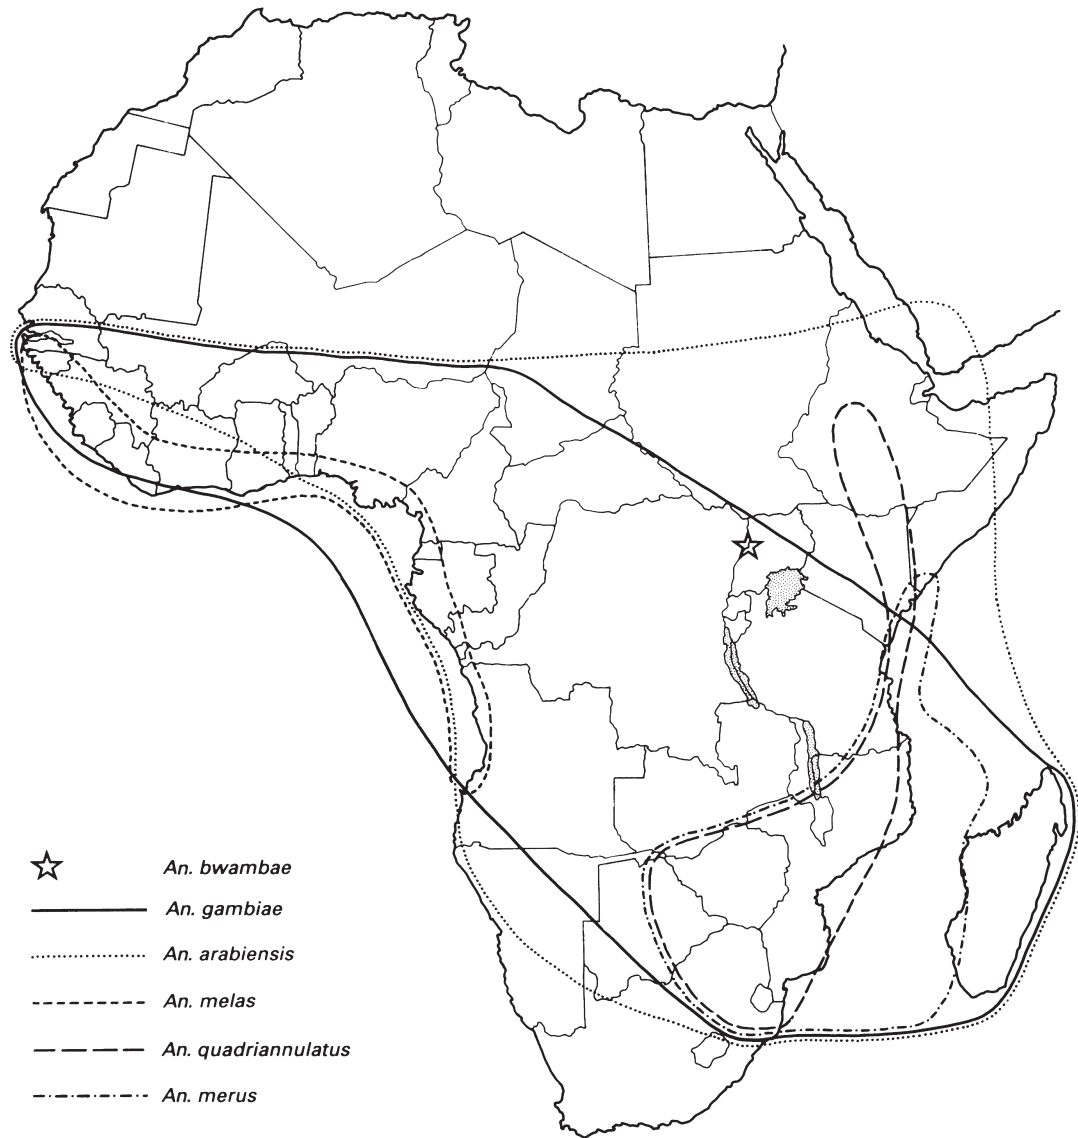 An. bwambae
An. gambiae
An. arabiensis
An. melas
An. quadriannulatus
An. merus